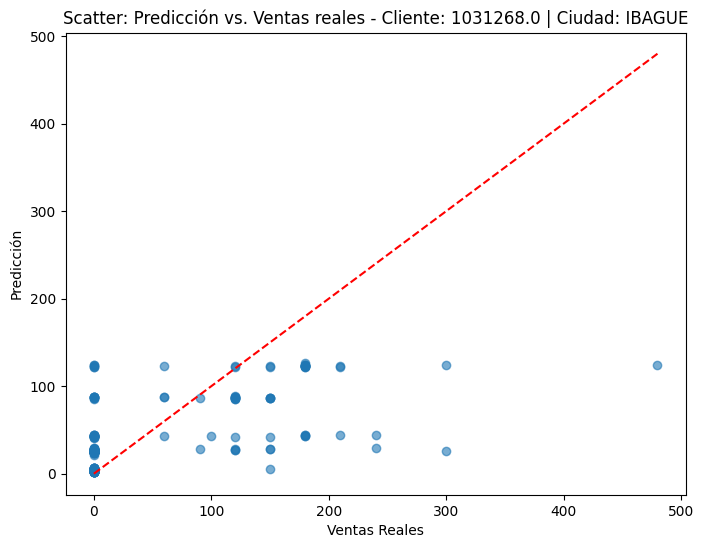 Scatter: Predicción vs. Ventas reales - Cliente: 1031268.0 | Ciudad: IBAGUE
500
400
300
200
100
0
Predicción
0 100 200 300 400 500
Ventas Reales